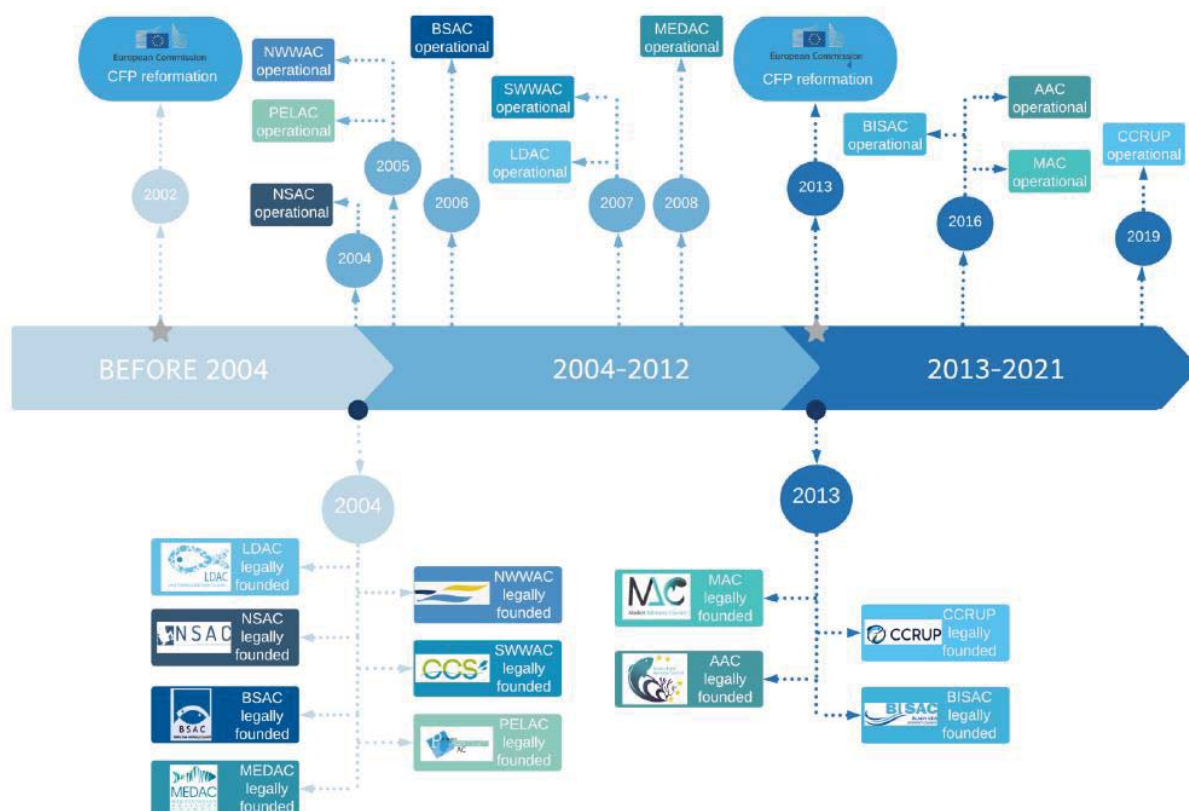 European Commission
CFP reformation
NWWAC
operational
PELAC
operational
NSAC
operational
BSAC
operational
SWWAC
operational
LDAC
operational
MEDAC
operational
European Commission
CFP reformation
BISAC
operational
AAC
operational
MAC
operational
CCRUP
operational
2002
2004
2005
2006
2007
2008
2013
2016
2019
BEFORE 2004
2004-2012
2013-2021
2004
2013
LDAC
LDAC
legally
founded
NSAC
NSAC
legally
founded
BSAC
BSAC
legally
founded
MEDAC
MEDAC
legally
founded
NWWAC
legally
founded
CCS
SWWAC
legally
founded
AC
PELAC
legally
founded
MAC
Market Advisory Council
MAC
legally
founded
AAC
legally
founded
CCRUP
CCRUP
legally
founded
BISAC
BISAC
legally
founded